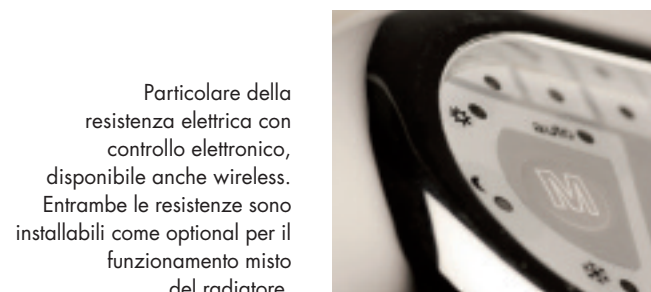 Particolare della
resistenza elettrica con
controllo elettronico,
disponibile anche wireless.
Entrambe le resistenze sono
installabili come optional per il
funzionamento misto
del radiatore.
auto
M